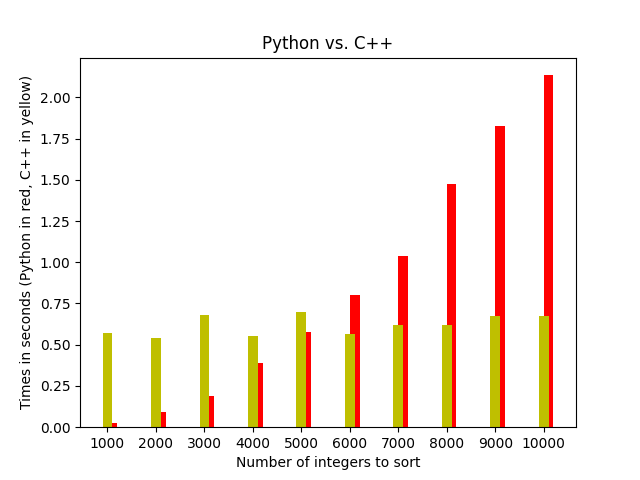 Python vs. C++
Times in seconds (Python in red, C++ in yellow)
2.00
1.75
1.50
1.25
1.00
0.75
0.50
0.25
0.00
1000 2000 3000 4000 5000 6000 7000 8000 9000 10000
Number of integers to sort